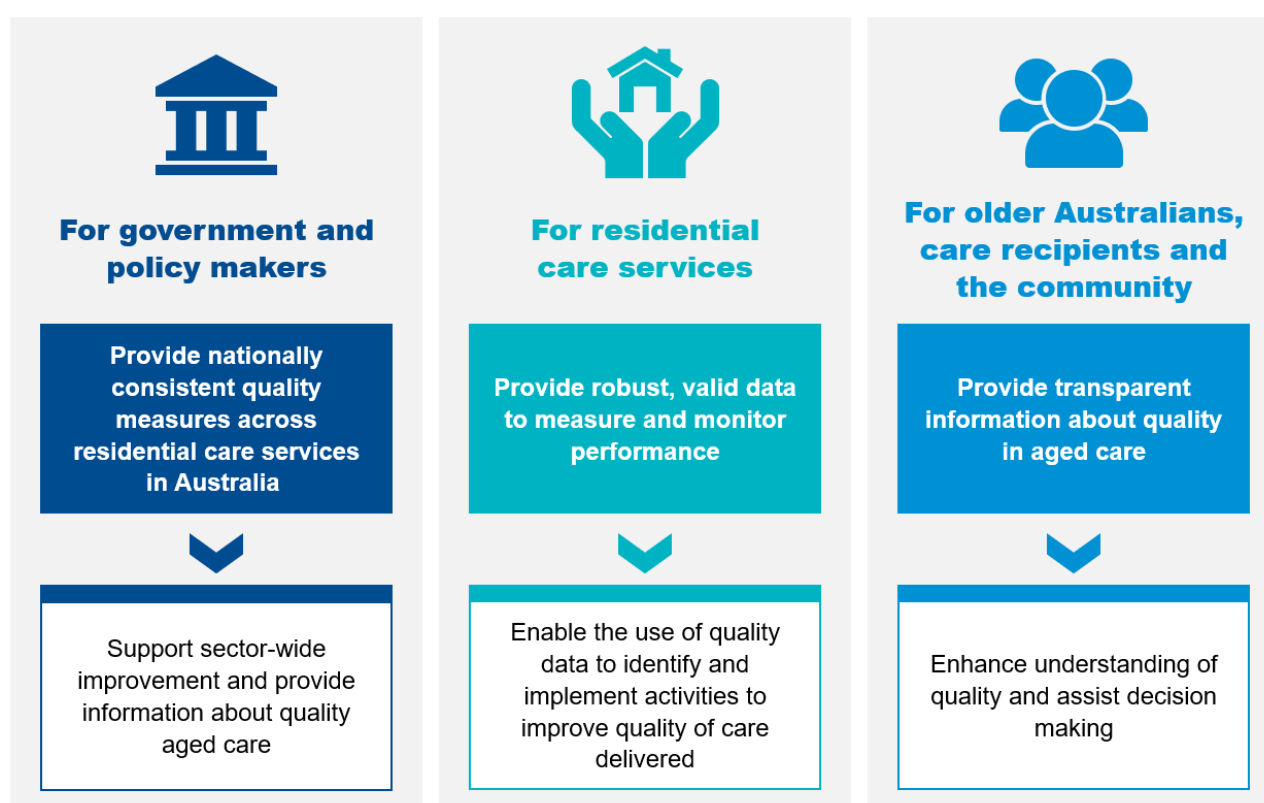 For government and
policy makers
Provide nationally
consistent quality
measures across
residential care services
in Australia
Support sector-wide
improvement and provide
information about quality
aged care
For residential
care services
Provide robust, valid data
to measure and monitor
performance
Enable the use of quality
data to identify and
implement activities to
improve quality of care
delivered
For older Australians,
care recipients and
the community
Provide transparent
information about quality
in aged care
Enhance understanding of
quality and assist decision
making